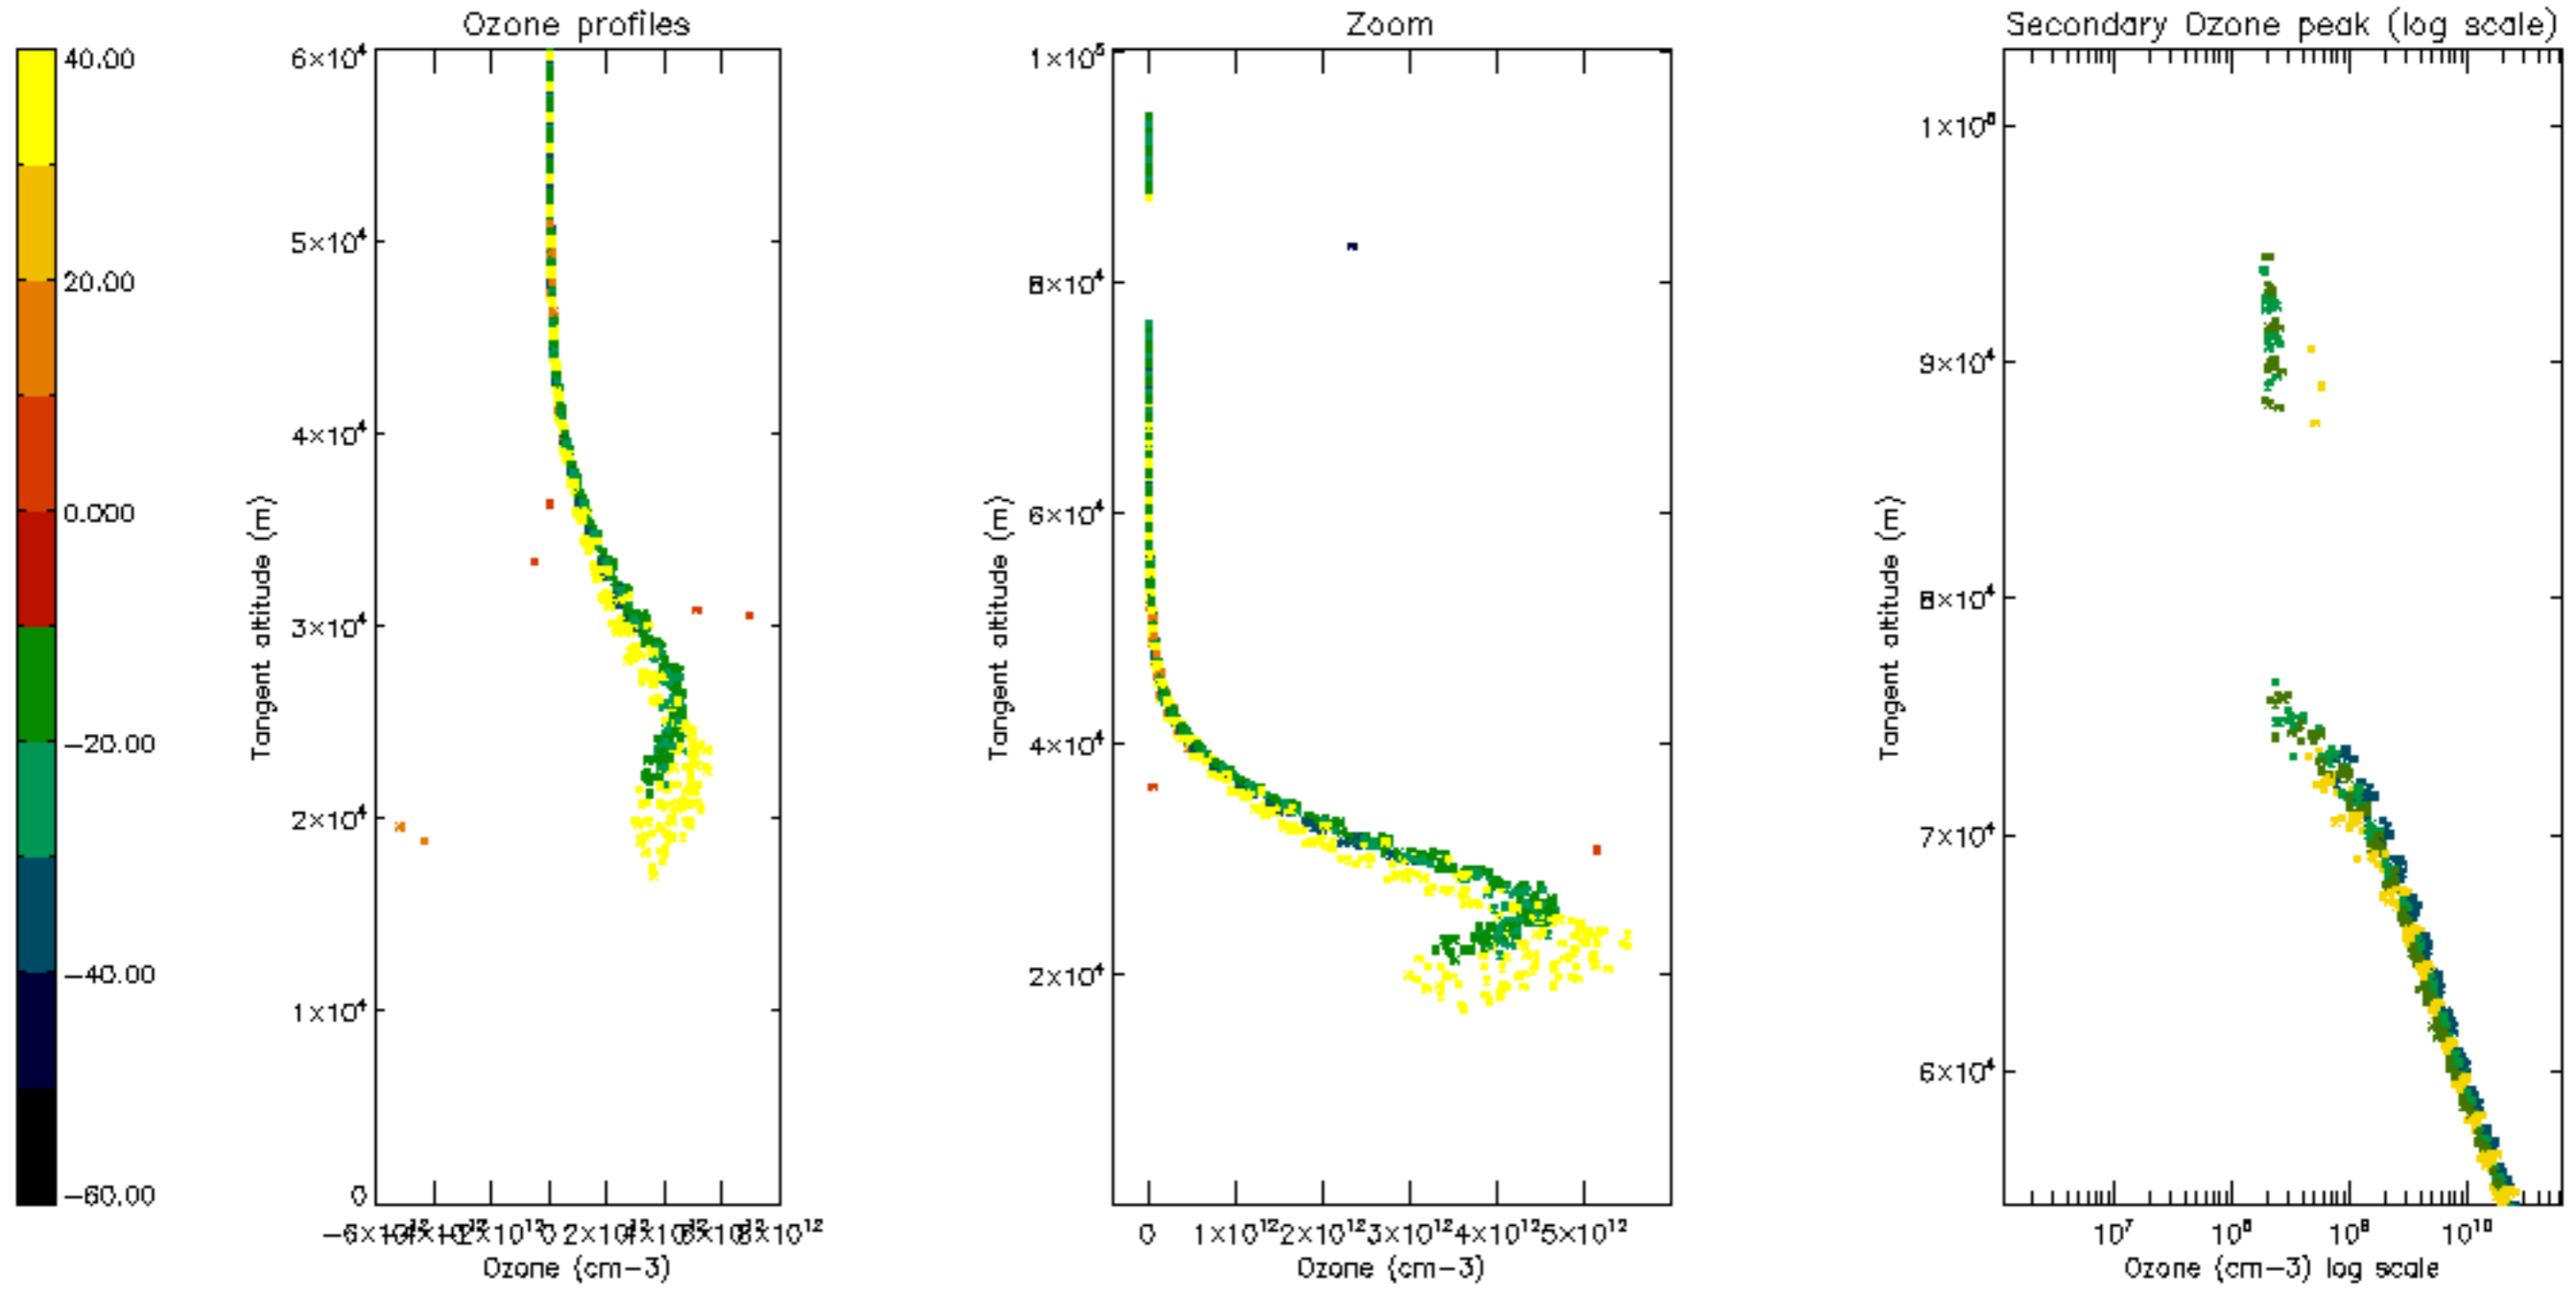 Ozone profiles
Zoom
Secondary Ozone peak (log scale)
40.00
20.00
0.000
-20.00
-40.00
-60.00
6×10⁴
5×10⁴
4×10⁴
3×10⁴
2×10⁴
1×10⁴
0
Tangent altitude (m)
0
8×10¹²
Ozone (cm-3)
1×10⁵
8×10⁴
6×10⁴
4×10⁴
2×10⁴
Tangent altitude (m)
0 1×10¹² 2×10¹² 3×10¹² 4×10¹² 5×10¹²
Ozone (cm-3)
1×10⁵
9×10⁴
8×10⁴
7×10⁴
6×10⁴
Tangent altitude (m)
10⁷ 10⁸ 10⁹ 10¹⁰
Ozone (cm-3) log scale